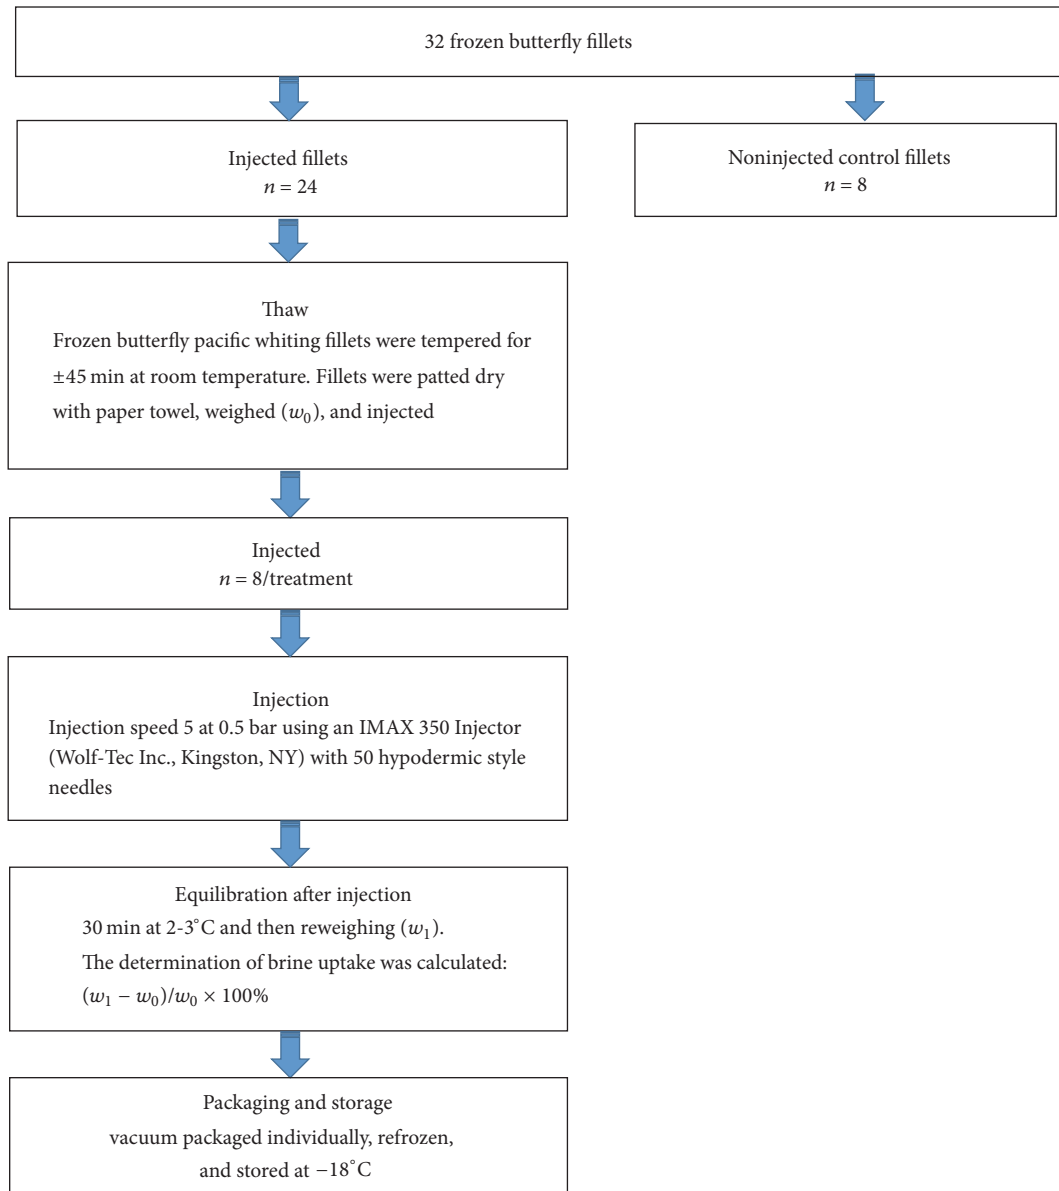 32 frozen butterfly fillets
Injected fillets
n = 24
Noninjected control fillets
n = 8
Thaw
Frozen butterfly pacific whiting fillets were tempered for
±45 min at room temperature. Fillets were patted dry
with paper towel, weighed (w₀), and injected
Injected
n = 8/treatment
Injection
Injection speed 5 at 0.5 bar using an IMAX 350 Injector
(Wolf-Tec Inc., Kingston, NY) with 50 hypodermic style
needles
Equilibration after injection
30 min at 2-3°C and then reweighing (w₁).
The determination of brine uptake was calculated:
(w₁ − w₀)/w₀ × 100%
Packaging and storage
vacuum packaged individually, refrozen,
and stored at −18°C